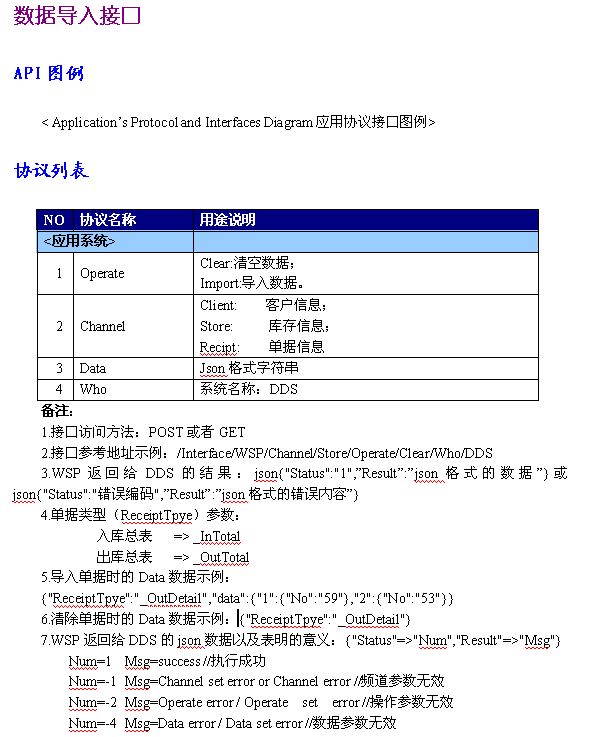 数据导入接口
API 图例
< Application’s Protocol and Interfaces Diagram 应用协议接口图例>
协议列表
NO 协议名称 用途说明
<应用系统>
1 Operate Clear:清空数据；
Import:导入数据。
2 Channel Client: 客户信息；
Store: 库存信息；
Recipt: 单据信息
3 Data Json 格式字符串
4 Who 系统名称：DDS
备注：
1.接口访问方法：POST 或者 GET
2.接口参考地址示例：/Interface/WSP/Channel/Store/Operate/Clear/Who/DDS
3.WSP 返回给 DDS 的结果：json{"Status":"1",”Result”:”json 格式的数据”}或
json{"Status":"错误编码",”Result”:”json 格式的错误内容”}
4.单据类型（ReceiptTpye）参数：
入库总表 => _InTotal
出库总表 => _OutTotal
5.导入单据时的 Data 数据示例：
{"ReceiptTpye":"_OutDetail","data":{"1":{"No":"59"},"2":{"No":"53"}}
6.清除单据时的 Data 数据示例：{"ReceiptTpye":"_OutDetail"}
7.WSP 返回给 DDS 的 json 数据以及表明的意义：{"Status"=>"Num","Result"=>"Msg"}
Num=1 Msg=success //执行成功
Num=-1 Msg=Channel set error or Channel error //频道参数无效
Num=-2 Msg=Operate error / Operate set error //操作参数无效
Num=-4 Msg=Data error / Data set error //数据参数无效